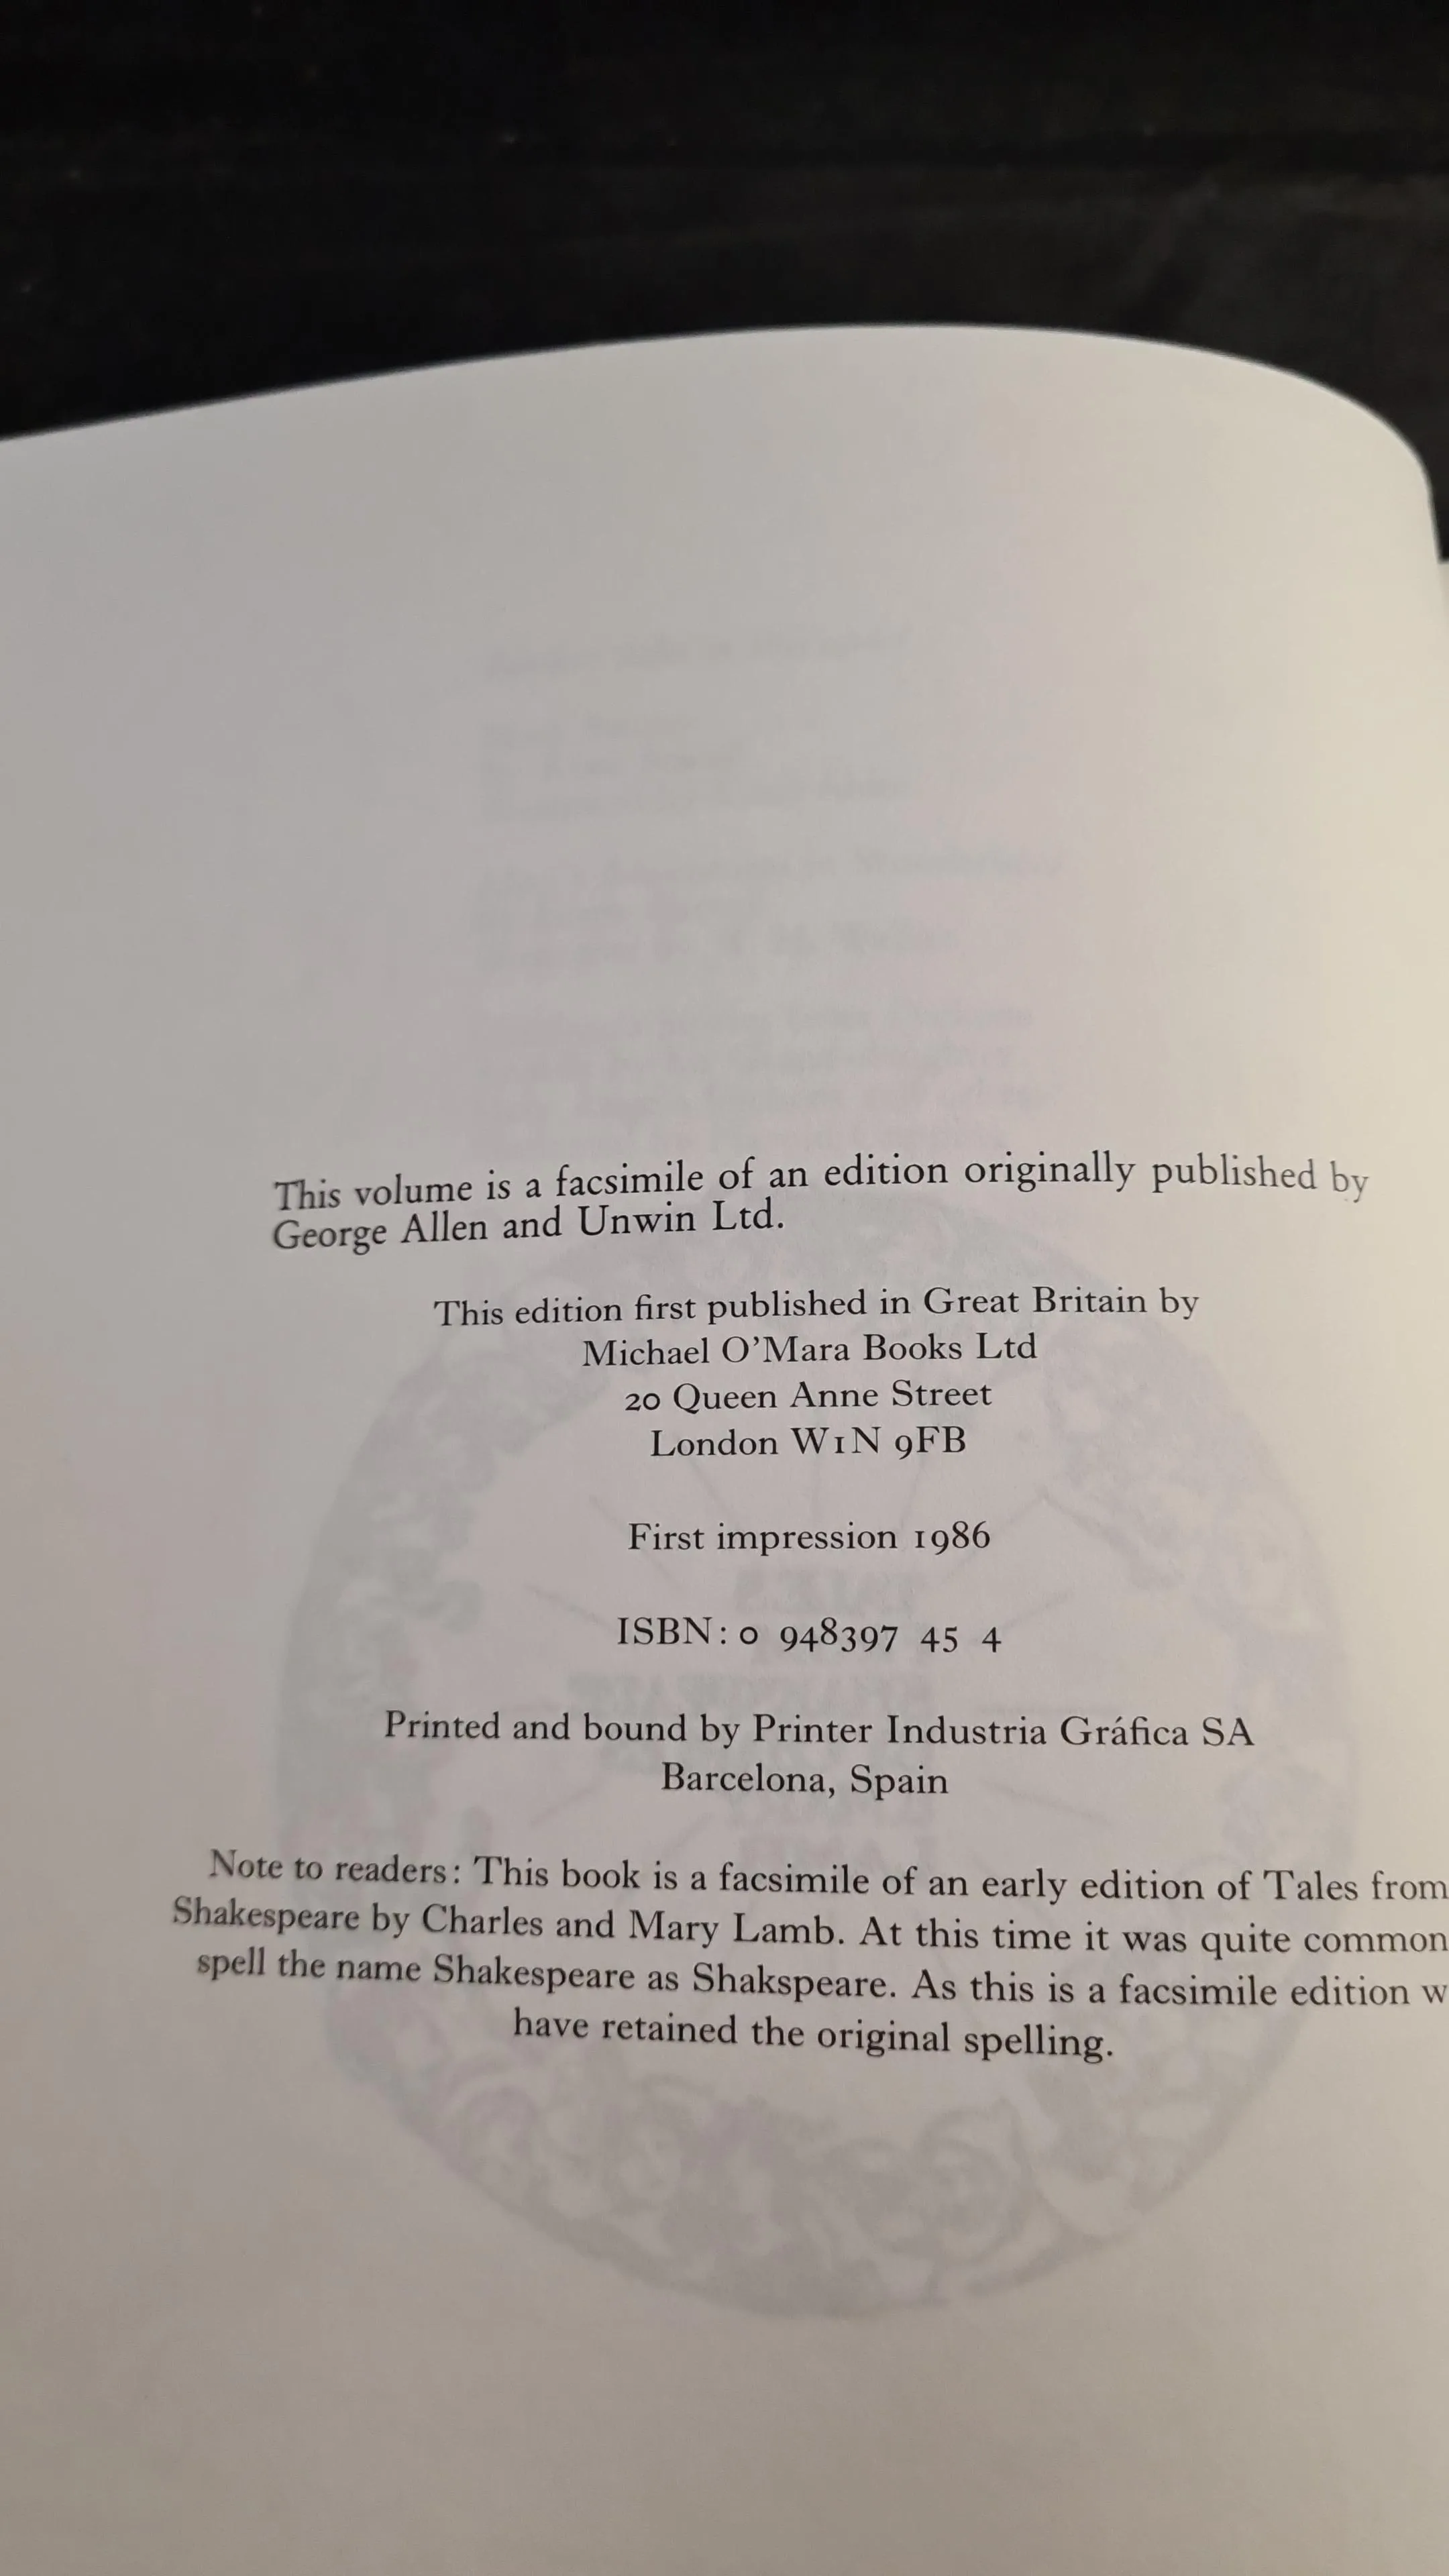 This volume is a facsimile of an edition originally published by
George Allen and Unwin Ltd.
This edition first published in Great Britain by
Michael O'Mara Books Ltd
20 Queen Anne Street
London W1N 9FB
First impression 1986
ISBN: 0 948397 45 4
Printed and bound by Printer Industria Gráfica SA
Barcelona, Spain
Note to readers: This book is a facsimile of an early edition of Tales from
Shakespeare by Charles and Mary Lamb. At this time it was quite common
spell the name Shakespeare as Shakspeare. As this is a facsimile edition w
have retained the original spelling.